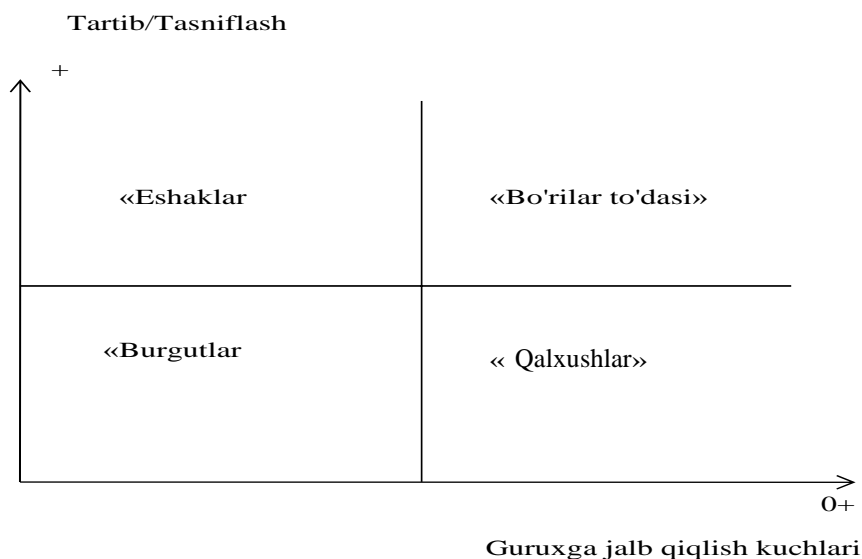 Tartib/Tasniflash
+
«Eshaklar
«Bo'rilar to'dasi»
«Burgutlar
« Qalxushlar»
0+
Guruxga jalb qiqlish kuchlari